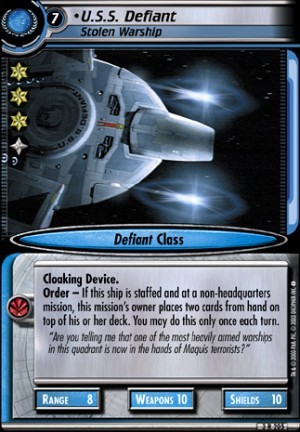 7
•U.S.S. Defiant
Stolen Warship
Defiant Class
Cloaking Device.
Order – If this ship is staffed and at a non-headquarters
mission, this mission's owner places two cards from hand on
top of his or her deck. You may do this only once each turn.
"Are you telling me that one of the most heavily armed warships
in this quadrant is now in the hands of Maquis terrorists?"
RANGE 8 WEAPONS 10 SHIELDS 10
3 R 205